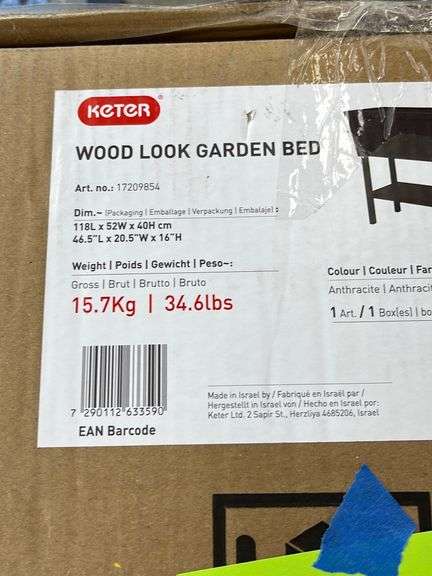 KETER®
WOOD LOOK GARDEN BED
Art. no.: 17209854
Dim.~ (Packaging | Emballage | Verpackung | Embalaje) :
118L x 52W x 40H cm
46.5"L x 20.5"W x 16"H
Weight | Poids | Gewicht | Peso~:
Gross | Brut | Brutto | Bruto
15.7Kg | 34.6lbs
Colour | Couleur | Far
Anthracite | Anthraci
1 Art. / 1 Box(es) | bo
7 290112 633590
EAN Barcode
Made in Israel by / Fabriqué en Israël par /
Hergestellt in Israel von / Hecho en Israel por:
Keter Ltd. 2 Sapir St., Herzliya 4685206, Israel